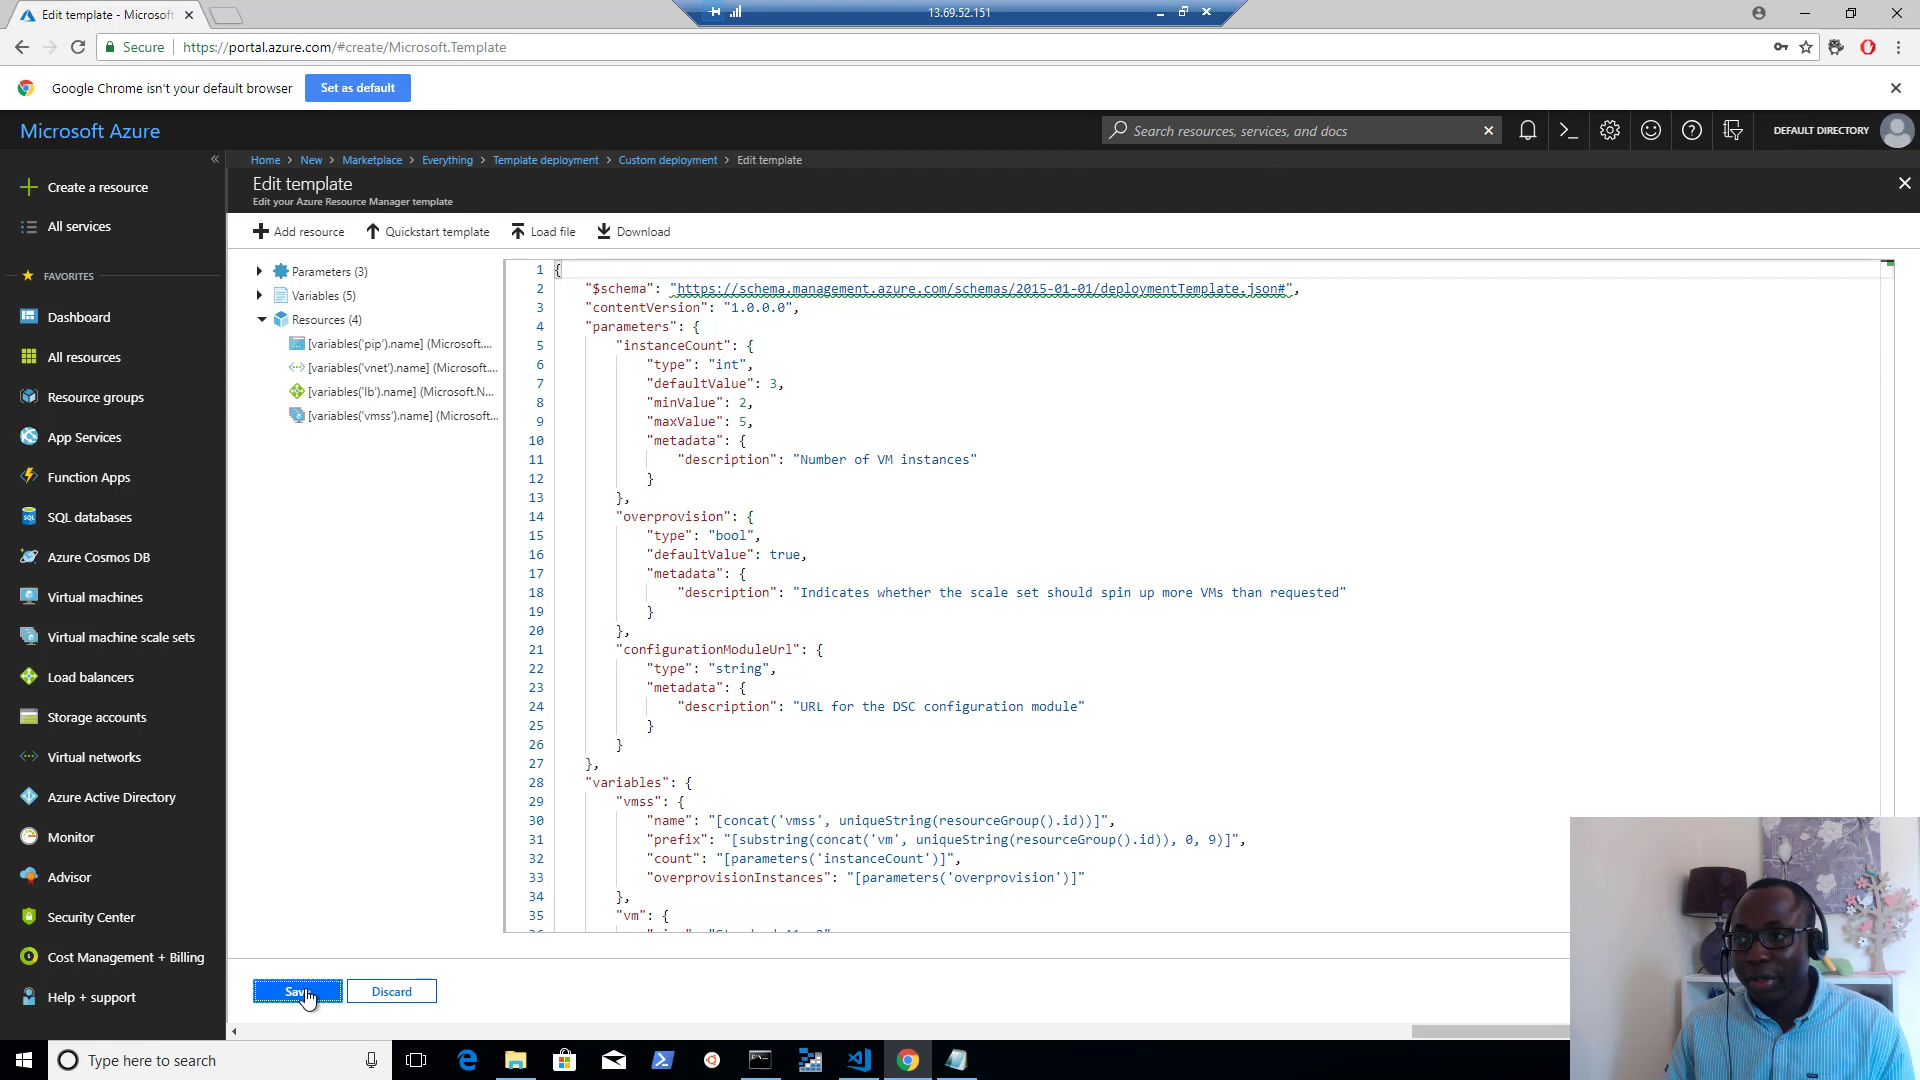 Edit template - Microsoft
13.69.52.151
Secure
https://portal.azure.com/#create/Microsoft.Template
Google Chrome isn't your default browser
Set as default
Microsoft Azure
Search resources, services, and docs
DEFAULT DIRECTORY
Home > New > Marketplace > Everything > Template deployment > Custom deployment > Edit template
Edit template
Edit your Azure Resource Manager template
Create a resource
All services
FAVORITES
Dashboard
All resources
Resource groups
App Services
Function Apps
SQL databases
Azure Cosmos DB
Virtual machines
Virtual machine scale sets
Load balancers
Storage accounts
Virtual networks
Azure Active Directory
Monitor
Advisor
Security Center
Cost Management + Billing
Help + support
Add resource
Quickstart template
Load file
Download
Parameters (3)
Variables (5)
Resources (4)
[variables('pip').name] (Microsoft....
[variables('vnet').name] (Microsoft....
[variables('lb').name] (Microsoft.N...
[variables('vmss').name] (Microsoft...
1 {
2 "$schema": "https://schema.management.azure.com/schemas/2015-01-01/deploymentTemplate.json#",
3 "contentVersion": "1.0.0.0",
4 "parameters": {
5 "instanceCount": {
6 "type": "int",
7 "defaultValue": 3,
8 "minValue": 2,
9 "maxValue": 5,
10 "metadata": {
11 "description": "Number of VM instances"
12 }
13 },
14 "overprovision": {
15 "type": "bool",
16 "defaultValue": true,
17 "metadata": {
18 "description": "Indicates whether the scale set should spin up more VMs than requested"
19 }
20 },
21 "configurationModuleUrl": {
22 "type": "string",
23 "metadata": {
24 "description": "URL for the DSC configuration module"
25 }
26 }
27 },
28 "variables": {
29 "vmss": {
30 "name": "[concat('vmss', uniqueString(resourceGroup().id))]",
31 "prefix": "[substring(concat('vm', uniqueString(resourceGroup().id)), 0, 9)]",
32 "count": "[parameters('instanceCount')]",
33 "overprovisionInstances": "[parameters('overprovision')]"
34 },
35 "vm": {
Save
Discard
Type here to search